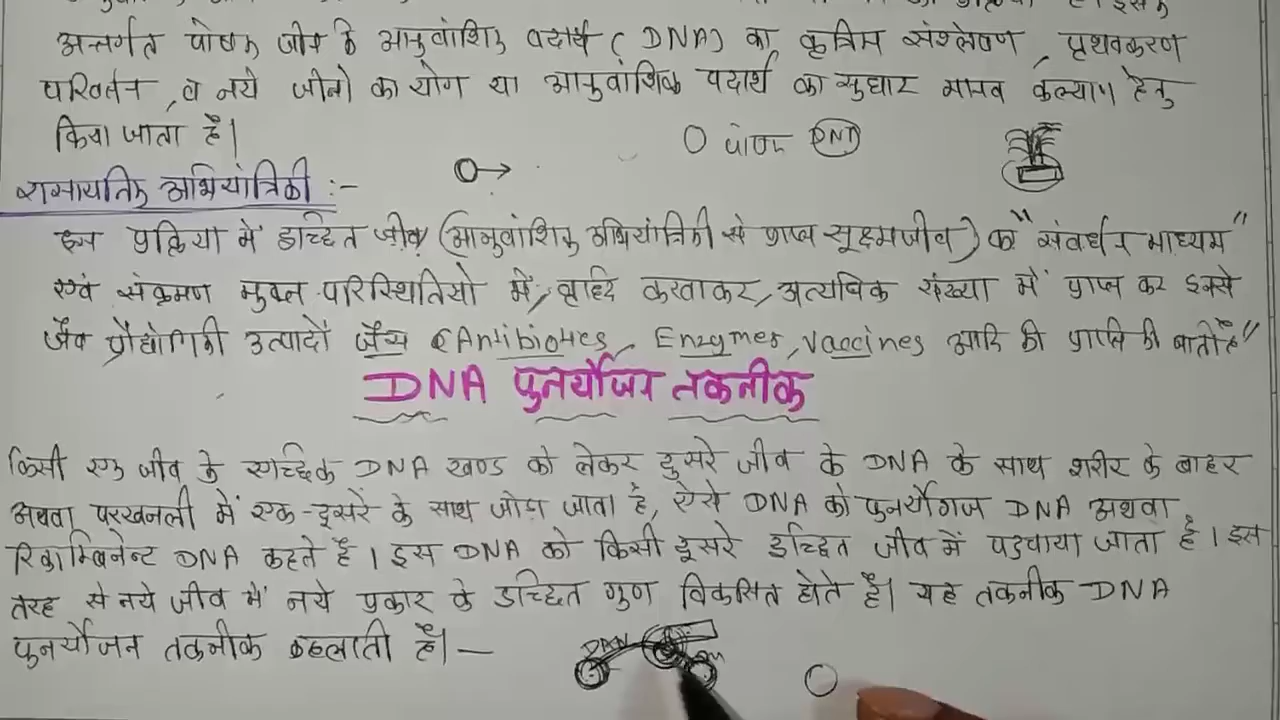 अन्तर्गत पोषक जीव के आनुवांशिक पदार्थ ( DNA) का कृत्रिम संश्लेषण, पृथक्करण
परिवर्तन , व नये जीनो का योग या आनुवांशिक पदार्थ का सुधार मानव कल्याण हेतु
किया जाता है।
पोषक DNA
रासायनिक अभियांत्रिकी :-
इस प्रक्रिया में इच्छित जीव (आनुवांशिक अभियांत्रिकी से प्राप्त सूक्ष्मजीव) को "संवर्धन माध्यम"
एवं संक्रमण मुक्त परिस्थितियो में, वृद्धि करवाकर, अत्यधिक संख्या में प्राप्त कर इनसे
जैव प्रौद्योगिकी उत्पादों जैसे Antibiotics, Enzymes, Vaccines आदि की प्राप्ति की जाती है"
DNA पुनर्योजन तकनीक
किसी एक जीव के एच्छिक DNA खण्ड को लेकर दुसरे जीव के DNA के साथ शरीर के बाहर
अथवा परखनली में एक-दूसरे के साथ जोड़ा जाता है, ऐसे DNA को पुनर्योगज DNA अथवा
रिकाम्बिनेन्ट DNA कहते है । इस DNA को किसी दूसरे इच्छित जीव में पहुचाया जाता है । इस
तरह से नये जीव में नये प्रकार के इच्छित गुण विकसित होते है। यह तकनीक DNA
पुनर्योजन तकनीक कहलाती है। —